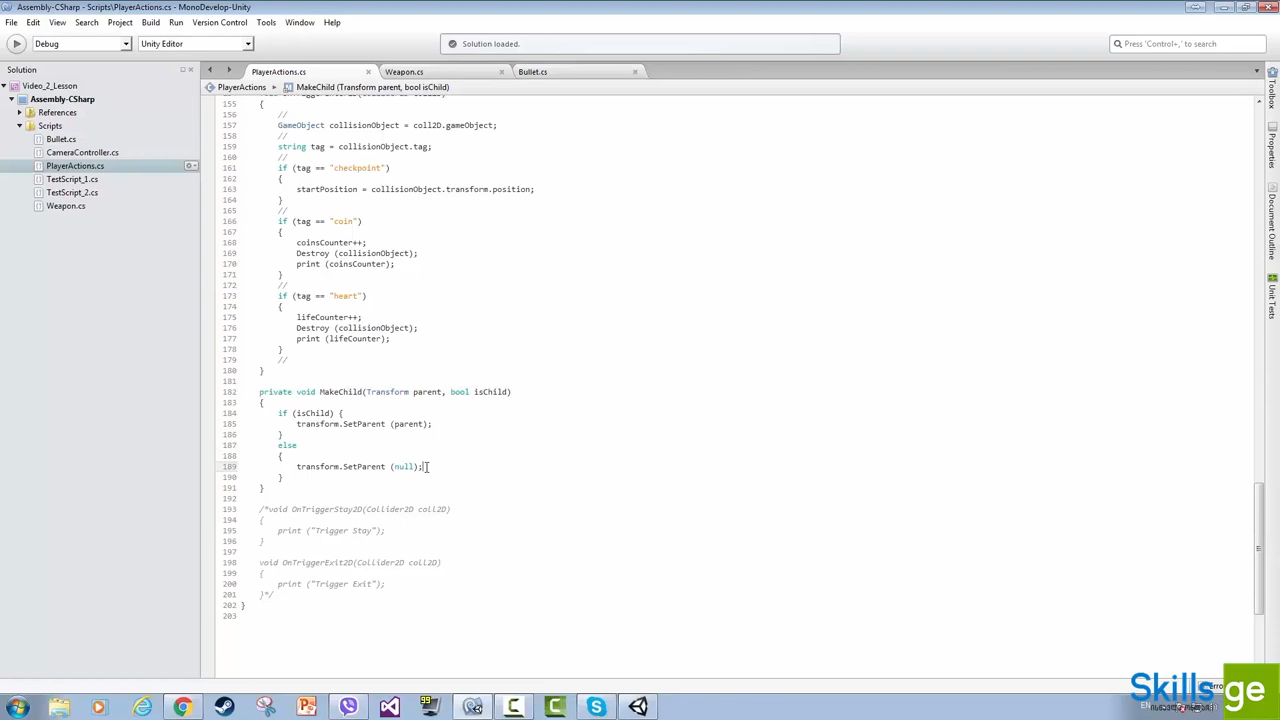 Assembly-CSharp - Scripts\PlayerActions.cs - MonoDevelop-Unity
File Edit View Search Project Build Run Version Control Tools Window Help
Debug Unity Editor Solution loaded. Press 'Control+,' to search
Solution PlayerActions.cs Weapon.cs Bullet.cs
Video_2_Lesson PlayerActions MakeChild (Transform parent, bool isChild)
Assembly-CSharp
References
Scripts
Bullet.cs
CameraController.cs
PlayerActions.cs
TestScript_1.cs
TestScript_2.cs
Weapon.cs
155 {
156 //
157 GameObject collisionObject = coll2D.gameObject;
158 //
159 string tag = collisionObject.tag;
160 //
161 if (tag == "checkpoint")
162 {
163 startPosition = collisionObject.transform.position;
164 }
165 //
166 if (tag == "coin")
167 {
168 coinsCounter++;
169 Destroy (collisionObject);
170 print (coinsCounter);
171 }
172 //
173 if (tag == "heart")
174 {
175 lifeCounter++;
176 Destroy (collisionObject);
177 print (lifeCounter);
178 }
179 //
180 }
181
182 private void MakeChild(Transform parent, bool isChild)
183 {
184 if (isChild) {
185 transform.SetParent (parent);
186 }
187 else
188 {
189 transform.SetParent (null);
190 }
191 }
192
193 /*void OnTriggerStay2D(Collider2D coll2D)
194 {
195 print ("Trigger Stay");
196 }
197
198 void OnTriggerExit2D(Collider2D coll2D)
199 {
200 print ("Trigger Exit");
201 }*/
202 }
203
Toolbox
Properties
Document Outline
Unit Tests
99
Skills ge